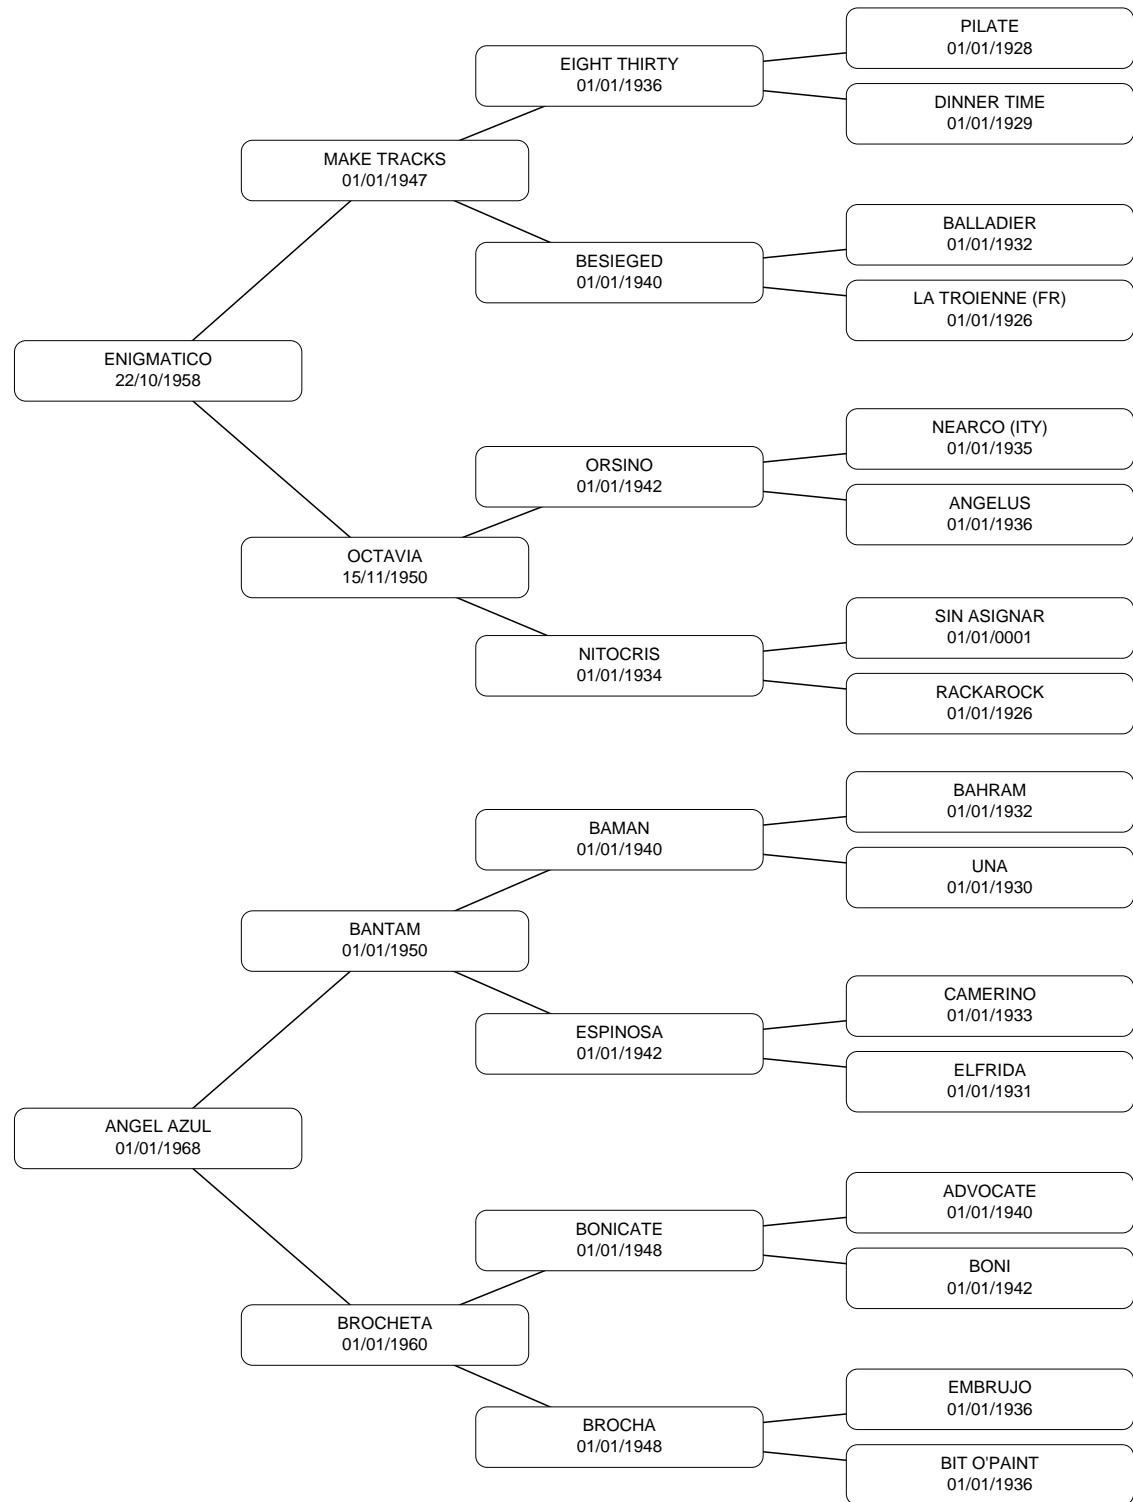 PILATE
01/01/1928
EIGHT THIRTY
01/01/1936
DINNER TIME
01/01/1929
MAKE TRACKS
01/01/1947
BALLADIER
01/01/1932
BESIEGED
01/01/1940
LA TROIENNE (FR)
01/01/1926
ENIGMATICO
22/10/1958
NEARCO (ITY)
01/01/1935
ORSINO
01/01/1942
ANGELUS
01/01/1936
OCTAVIA
15/11/1950
SIN ASIGNAR
01/01/0001
NITOCRIS
01/01/1934
RACKAROCK
01/01/1926
BAHRAM
01/01/1932
BAMAN
01/01/1940
UNA
01/01/1930
BANTAM
01/01/1950
CAMERINO
01/01/1933
ESPINOSA
01/01/1942
ELFRIDA
01/01/1931
ANGEL AZUL
01/01/1968
ADVOCATE
01/01/1940
BONICATE
01/01/1948
BONI
01/01/1942
BROCHETA
01/01/1960
EMBRUJO
01/01/1936
BROCHA
01/01/1948
BIT O'PAINT
01/01/1936